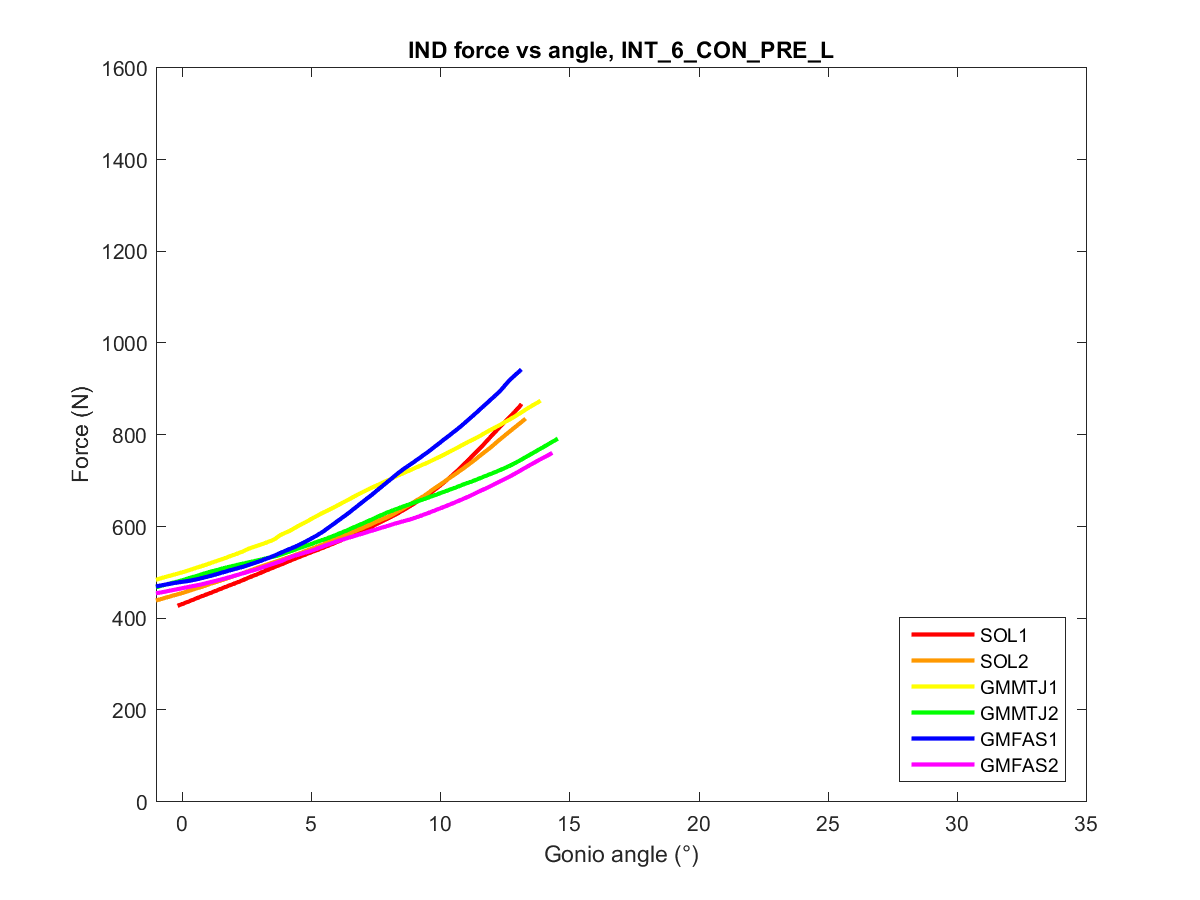 IND force vs angle, INT_6_CON_PRE_L
1600
1400
1200
1000
800
600
400
200
0
Force (N)
0 5 10 15 20 25 30 35
Gonio angle (°)
SOL1
SOL2
GMMTJ1
GMMTJ2
GMFAS1
GMFAS2